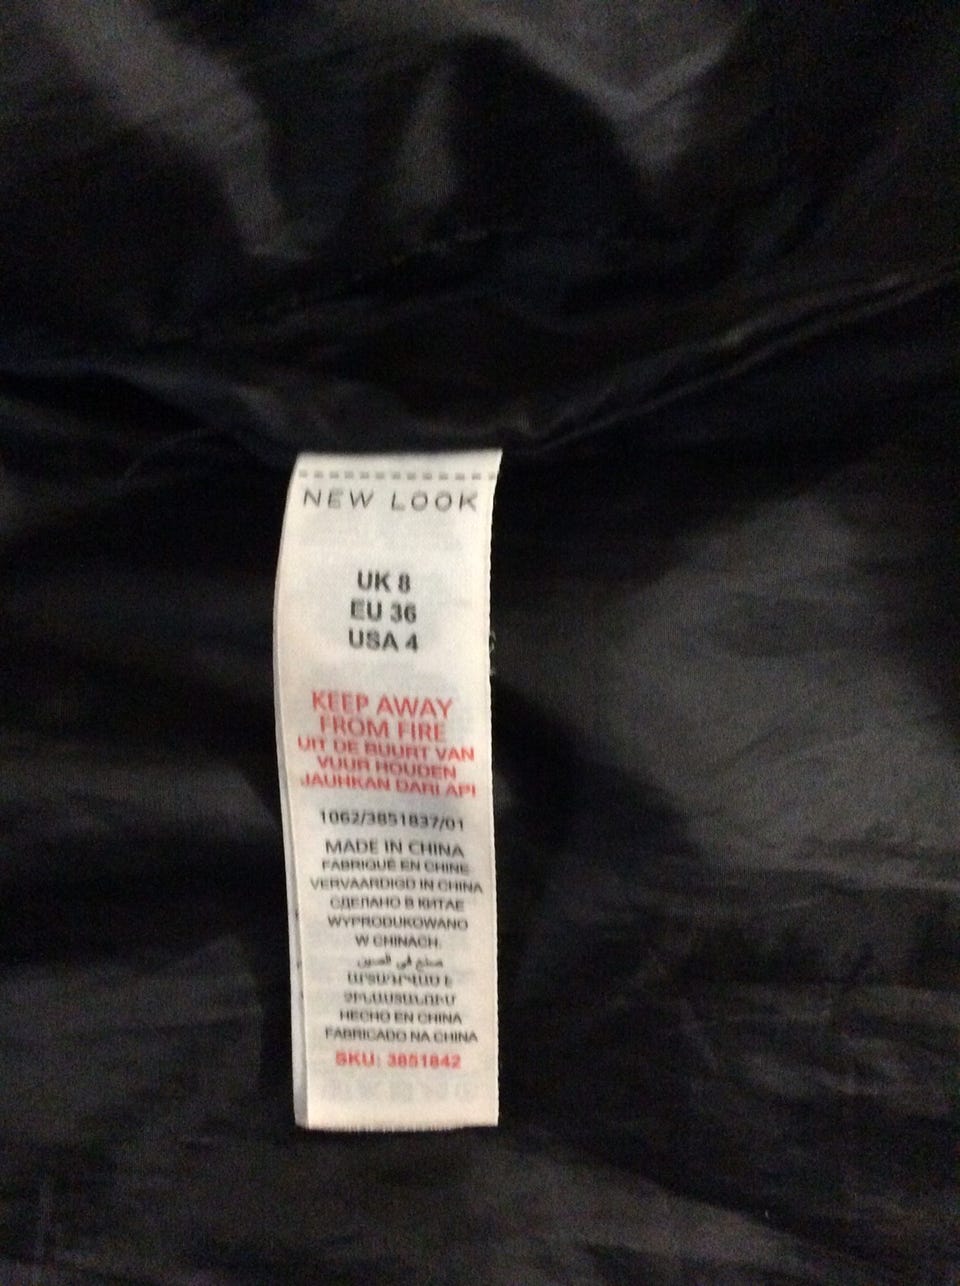 NEW LOOK
UK 8
EU 36
USA 4
KEEP AWAY
FROM FIRE
UIT DE BUURT VAN
VUUR HOUDEN
JAUHKAN DARI API
1062/3851837/01
MADE IN CHINA
FABRIQUÉ EN CHINE
VERVAARDIGD IN CHINA
СДЕЛАНО В КИТАЕ
WYPRODUKOWANO
W CHINACH.
صنع في الصين
ԱՐՏԱԴՐՎԱԾ Է
ՉԻՆԱՍՏԱՆՈՒՄ
HECHO EN CHINA
FABRICADO NA CHINA
SKU: 3851842